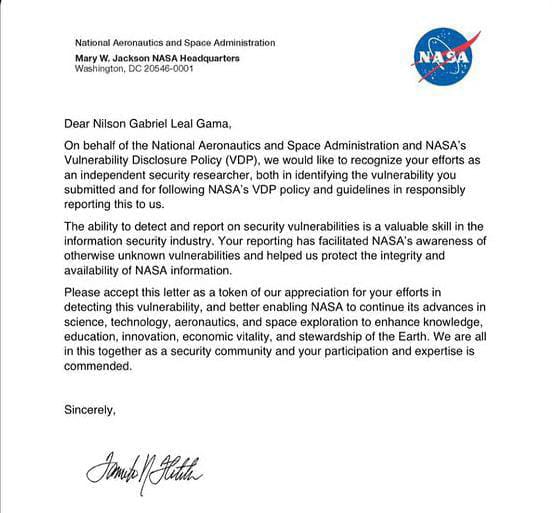 National Aeronautics and Space Administration
Mary W. Jackson NASA Headquarters
Washington, DC 20546-0001
NASA
Dear Nilson Gabriel Leal Gama,
On behalf of the National Aeronautics and Space Administration and NASA's
Vulnerability Disclosure Policy (VDP), we would like to recognize your efforts as
an independent security researcher, both in identifying the vulnerability you
submitted and for following NASA's VDP policy and guidelines in responsibly
reporting this to us.
The ability to detect and report on security vulnerabilities is a valuable skill in the
information security industry. Your reporting has facilitated NASA's awareness of
otherwise unknown vulnerabilities and helped us protect the integrity and
availability of NASA information.
Please accept this letter as a token of our appreciation for your efforts in
detecting this vulnerability, and better enabling NASA to continue its advances in
science, technology, aeronautics, and space exploration to enhance knowledge,
education, innovation, economic vitality, and stewardship of the Earth. We are all
in this together as a security community and your participation and expertise is
commended.
Sincerely,